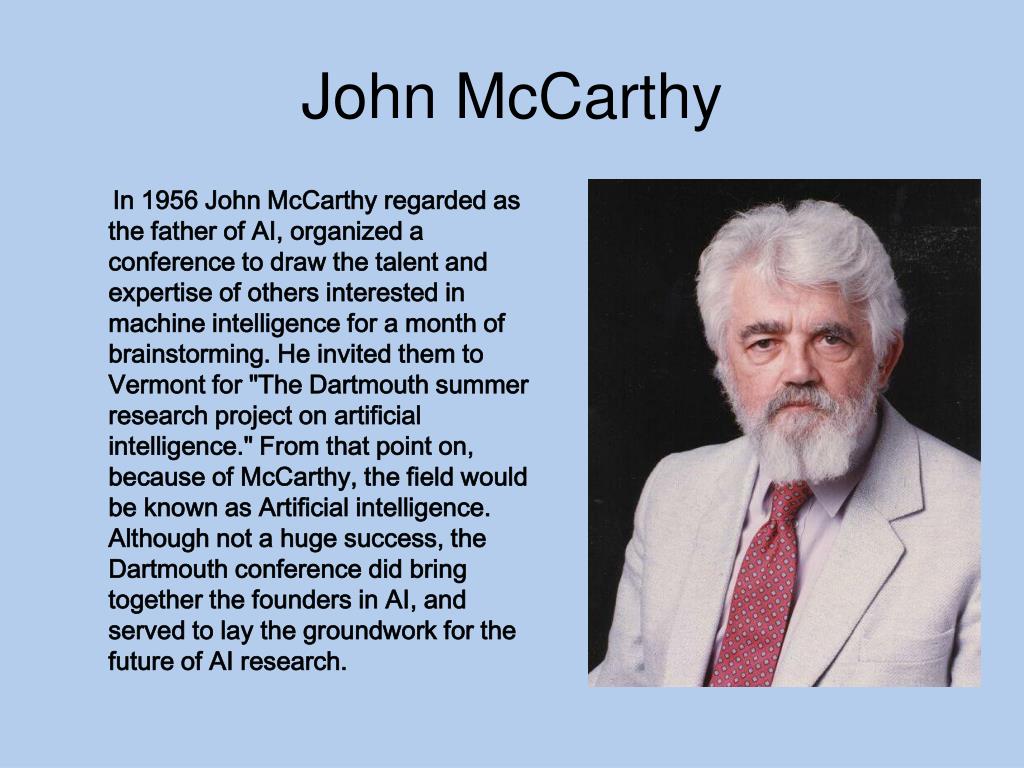 John McCarthy
In 1956 John McCarthy regarded as
the father of AI, organized a
conference to draw the talent and
expertise of others interested in
machine intelligence for a month of
brainstorming. He invited them to
Vermont for "The Dartmouth summer
research project on artificial
intelligence." From that point on,
because of McCarthy, the field would
be known as Artificial intelligence.
Although not a huge success, the
Dartmouth conference did bring
together the founders in AI, and
served to lay the groundwork for the
future of AI research.